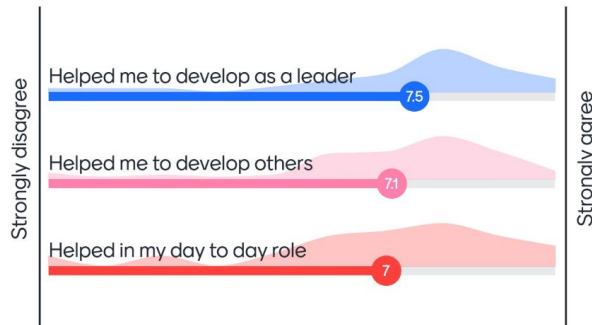 Strongly disagree
Helped me to develop as a leader
7.5
Helped me to develop others
7.1
Helped in my day to day role
7
Strongly agree